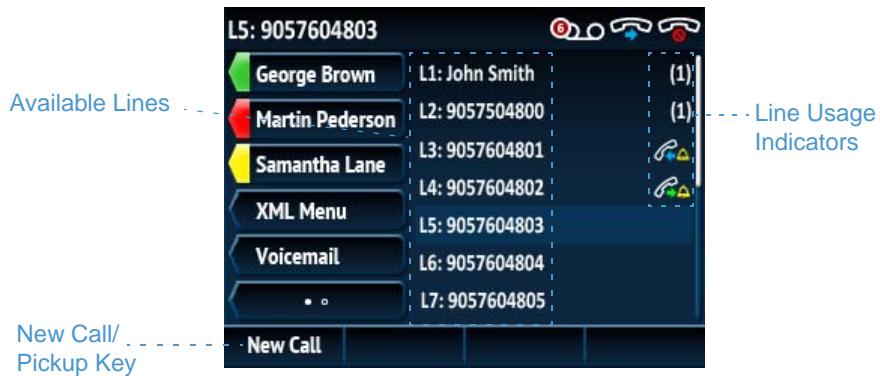 L5: 9057604803
6
George Brown
Martin Pederson
Samantha Lane
XML Menu
Voicemail
L1: John Smith (1)
L2: 9057504800 (1)
L3: 9057604801
L4: 9057604802
L5: 9057604803
L6: 9057604804
L7: 9057604805
New Call
Available Lines
Line Usage
Indicators
New Call/
Pickup Key